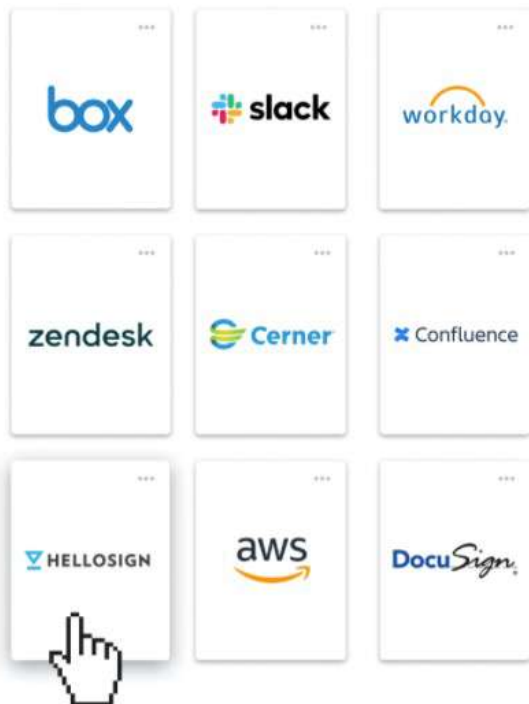 box
slack
workday.
zendesk
Cerner
Confluence
HELLOSIGN
aws
DocuSign.